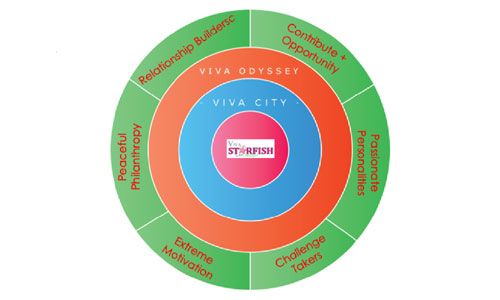 Relationship Buildersc
Contribute +
Opportunity
VIVA ODYSSEY
- VIVA CITY -
Viva
STARFISH
Peaceful
Philanthropy
Passionate
Personalities
Extreme
Motivation
Challenge
Takers